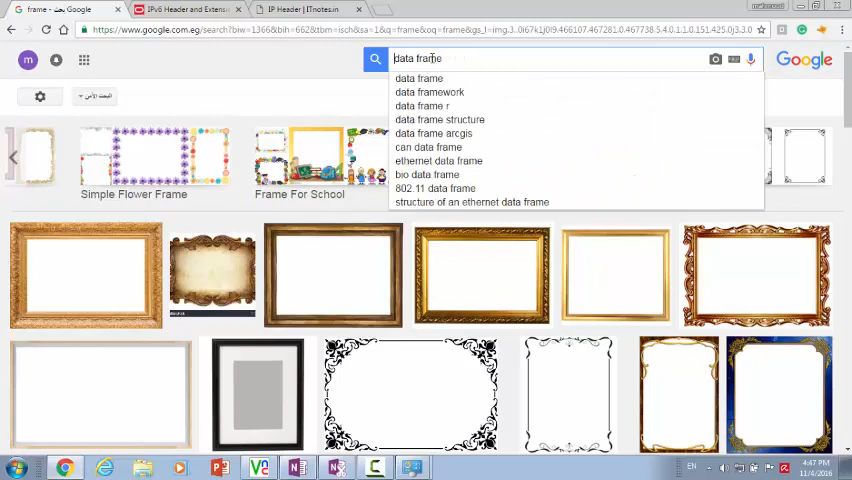 frame - بحث Google
IPv6 Header and Extension
IP Header | ITnotes.in
https://www.google.com.eg/search?biw=1366&bih=662&tbm=isch&sa=1&q=frame&oq=frame&gs_l=img.3..0i67k1j0l9.466107.467281.0.467738.5.4.0.1.1.0.151.425.0j3.3.0
m
data frame
Google
data frame
data framework
data frame r
data frame structure
data frame arcgis
can data frame
ethernet data frame
bio data frame
802.11 data frame
structure of an ethernet data frame
البحث الآمن
Simple Flower Frame
Frame For School
EN
4:47 PM
11/4/2016